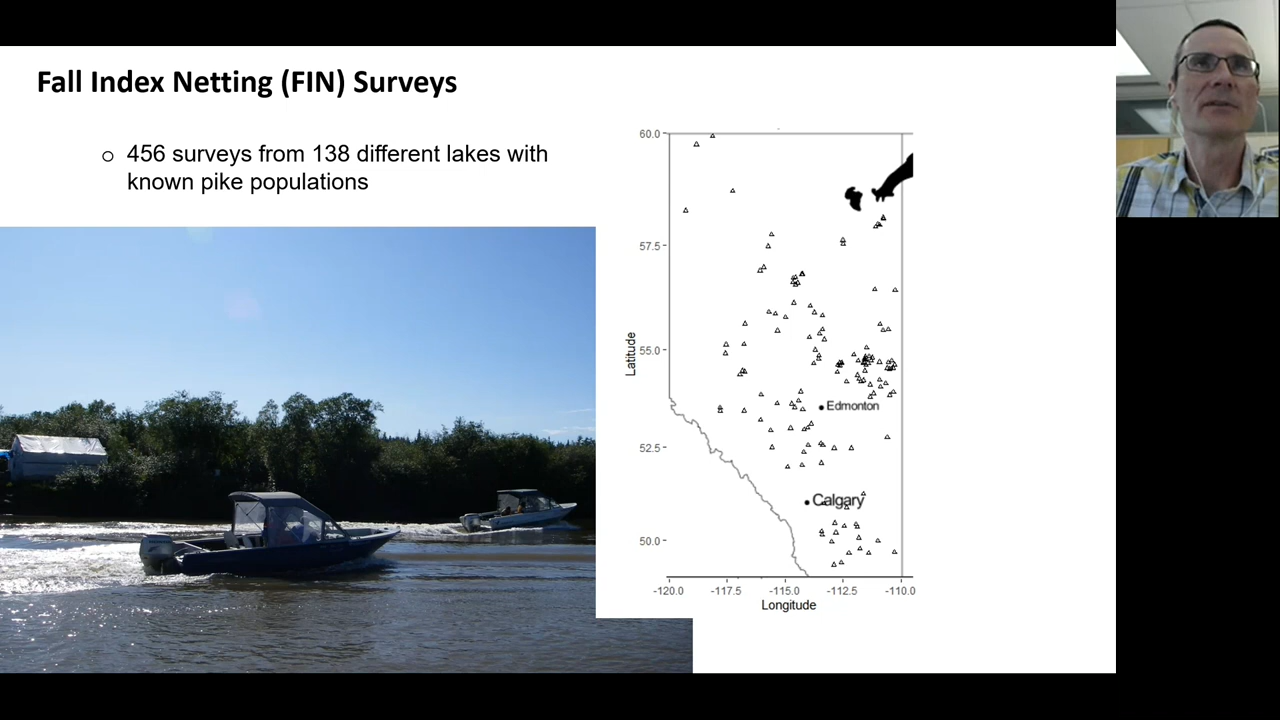 Fall Index Netting (FIN) Surveys
o 456 surveys from 138 different lakes with
known pike populations
60.0
57.5
55.0
52.5
50.0
Latitude
Edmonton
Calgary
-120.0 -117.5 -115.0 -112.5 -110.0
Longitude